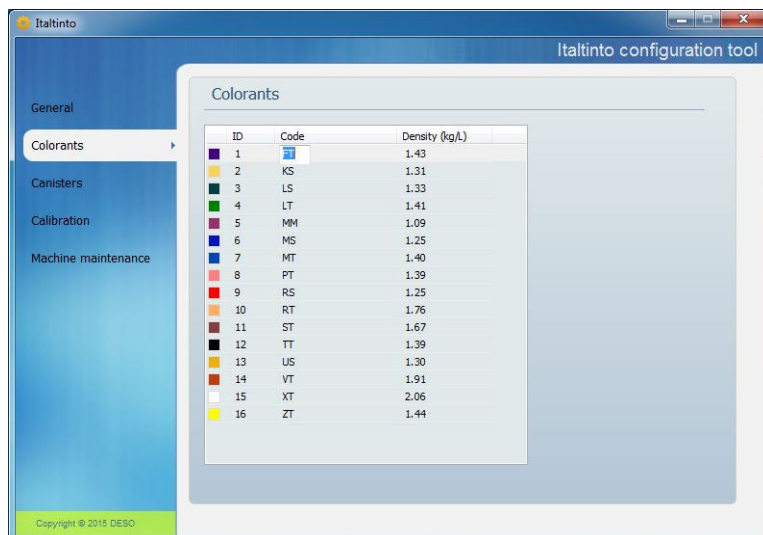 Italtinto
Italtinto configuration tool
General
Colorants
Canisters
Calibration
Machine maintenance
Colorants
ID Code Density (kg/L)
1 FT 1.43
2 KS 1.31
3 LS 1.33
4 LT 1.41
5 MM 1.09
6 MS 1.25
7 MT 1.40
8 PT 1.39
9 RS 1.25
10 RT 1.76
11 ST 1.67
12 TT 1.39
13 US 1.30
14 VT 1.91
15 XT 2.06
16 ZT 1.44
Copyright © 2015 DESO